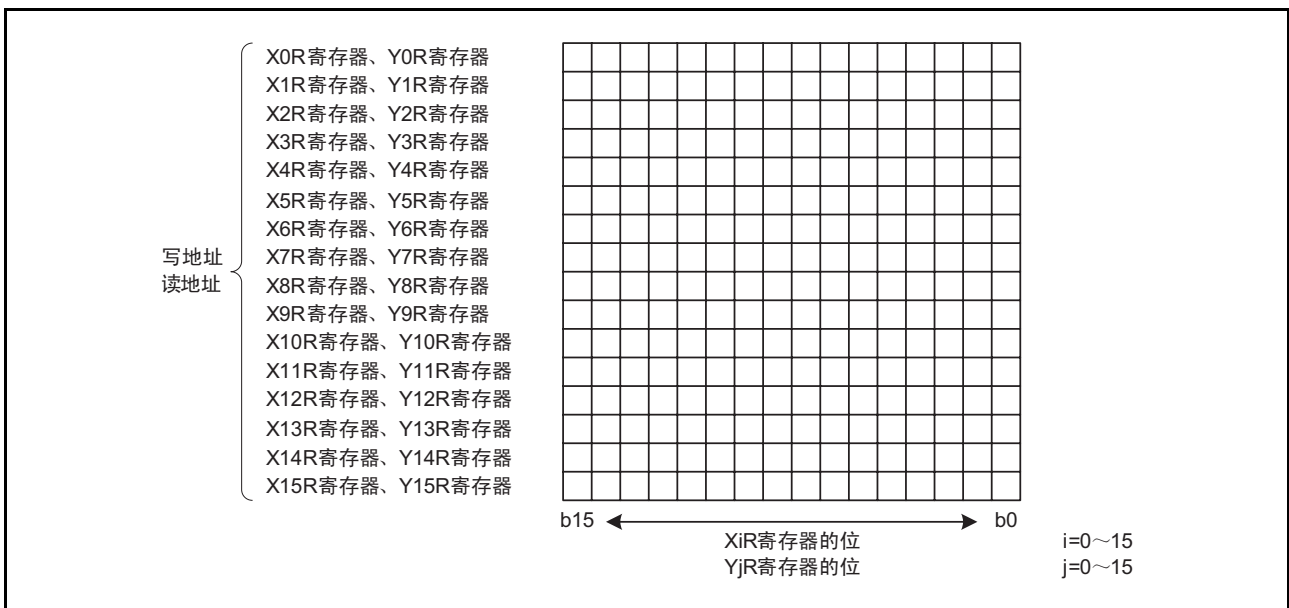 X0R寄存器、Y0R寄存器
X1R寄存器、Y1R寄存器
X2R寄存器、Y2R寄存器
X3R寄存器、Y3R寄存器
X4R寄存器、Y4R寄存器
X5R寄存器、Y5R寄存器
X6R寄存器、Y6R寄存器
写地址
读地址
X7R寄存器、Y7R寄存器
X8R寄存器、Y8R寄存器
X9R寄存器、Y9R寄存器
X10R寄存器、Y10R寄存器
X11R寄存器、Y11R寄存器
X12R寄存器、Y12R寄存器
X13R寄存器、Y13R寄存器
X14R寄存器、Y14R寄存器
X15R寄存器、Y15R寄存器
b15 b0
XiR寄存器的位 i=0～15
YjR寄存器的位 j=0～15